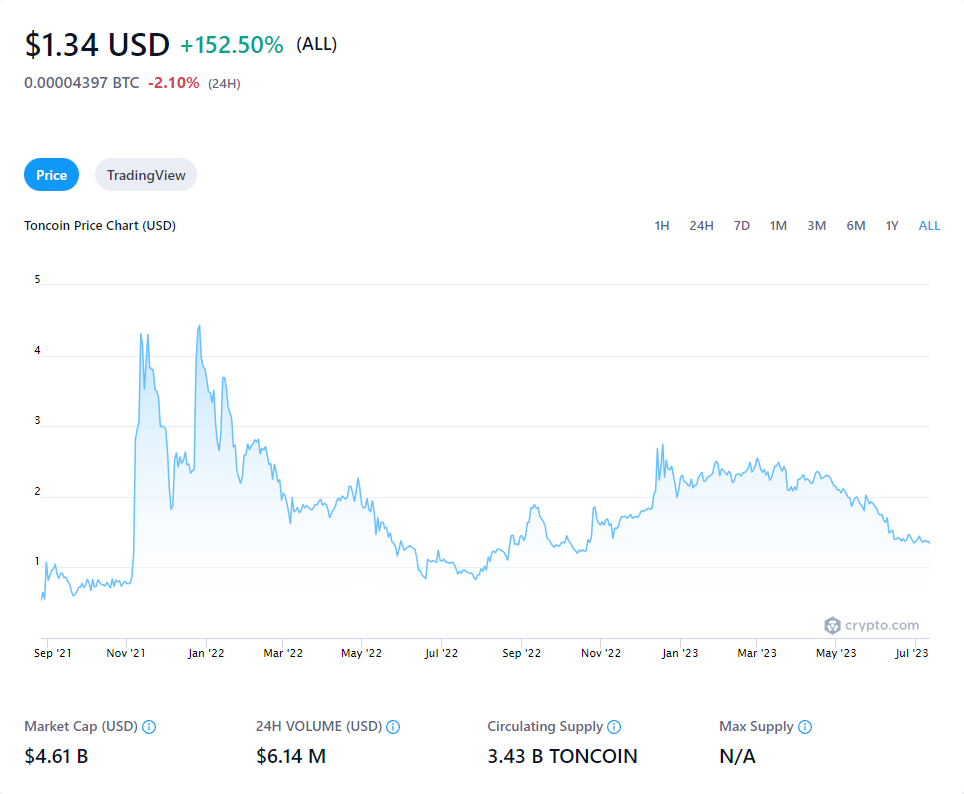 $1.34 USD +152.50% (ALL)
0.00004397 BTC -2.10% (24H)
Price TradingView
Toncoin Price Chart (USD) 1H 24H 7D 1M 3M 6M 1Y ALL
5
4
3
2
1
crypto.com
Sep '21 Nov '21 Jan '22 Mar '22 May '22 Jul '22 Sep '22 Nov '22 Jan '23 Mar '23 May '23 Jul '23
Market Cap (USD) 24H VOLUME (USD) Circulating Supply Max Supply
$4.61 B $6.14 M 3.43 B TONCOIN N/A